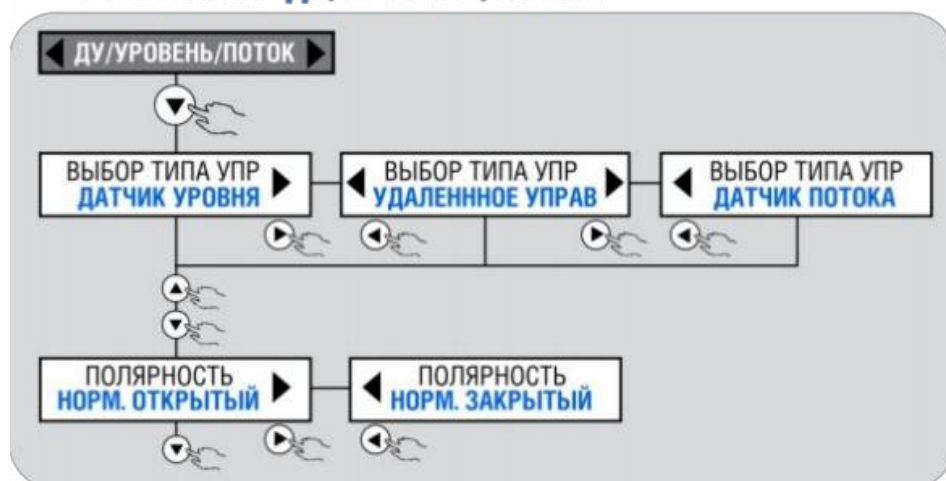 ДУ/УРОВЕНЬ/ПОТОК
ВЫБОР ТИПА УПР
ДАТЧИК УРОВНЯ
ВЫБОР ТИПА УПР
УДАЛЕНННОЕ УПРАВ
ВЫБОР ТИПА УПР
ДАТЧИК ПОТОКА
ПОЛЯРНОСТЬ
НОРМ. ОТКРЫТЫЙ
ПОЛЯРНОСТЬ
НОРМ. ЗАКРЫТЫЙ